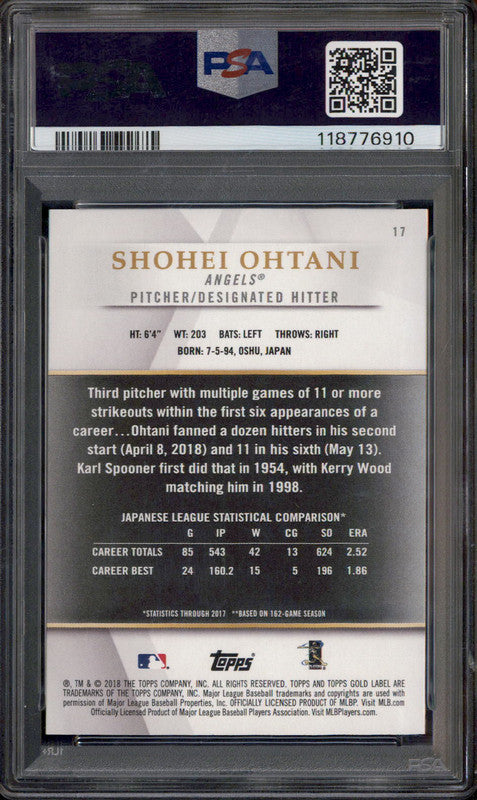 PSA
118776910
17
SHOHEI OHTANI
ANGELS®
PITCHER/DESIGNATED HITTER
HT: 6'4" WT: 203 BATS: LEFT THROWS: RIGHT
BORN: 7-5-94, OSHU, JAPAN
Third pitcher with multiple games of 11 or more
strikeouts within the first six appearances of a
career...Ohtani fanned a dozen hitters in his second
start (April 8, 2018) and 11 in his sixth (May 13).
Karl Spooner first did that in 1954, with Kerry Wood
matching him in 1998.
JAPANESE LEAGUE STATISTICAL COMPARISON*
G IP W CG SO ERA
CAREER TOTALS 85 543 42 13 624 2.52
CAREER BEST 24 160.2 15 5 196 1.86
*STATISTICS THROUGH 2017 **BASED ON 162-GAME SEASON
Topps
®, TM & © 2018 THE TOPPS COMPANY, INC. ALL RIGHTS RESERVED. TOPPS AND TOPPS GOLD LABEL ARE
TRADEMARKS OF THE TOPPS COMPANY, INC. Major League Baseball trademarks and copyrights are used with
permission of Major League Baseball Properties, Inc. OFFICIALLY LICENSED PRODUCT OF MLBP. Visit MLB.com
Officially Licensed Product of Major League Baseball Players Association. Visit MLBPlayers.com.
PSA